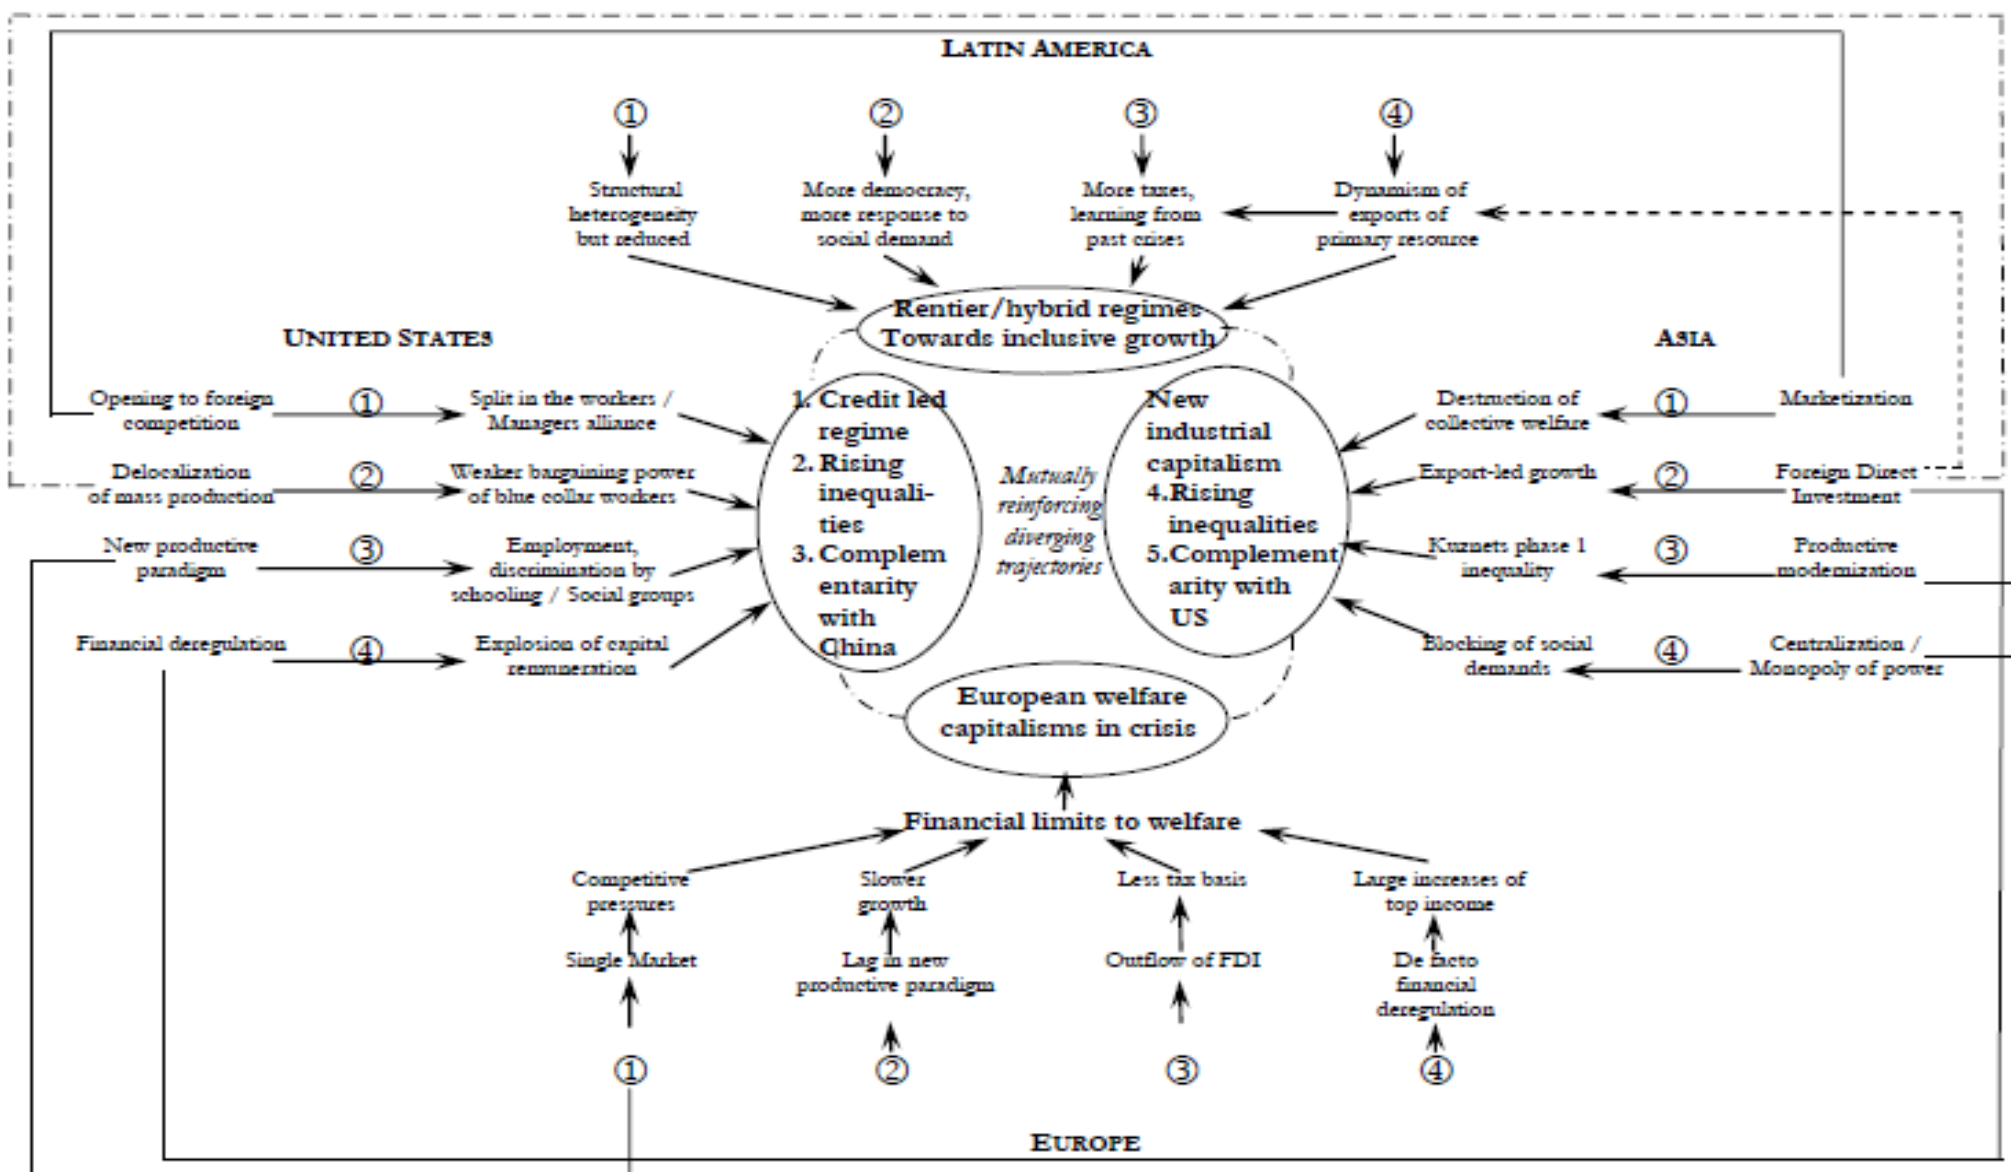 LATIN AMERICA
①
②
③
④
Structural
heterogeneity
but reduced
More democracy,
more response to
social demand
More taxes,
learning from
past crises
Dynamism of
exports of
primary resource
Rentier/hybrid regimes
Towards inclusive growth
UNITED STATES
Opening to foreign
competition
①
Split in the workers /
Managers alliance
Delocalization
of mass production
②
Weaker bargaining power
of blue collar workers
New productive
paradigm
③
Employment,
discrimination by
schooling / Social groups
Financial deregulation
④
Explosion of capital
remuneration
1. Credit led
regime
2. Rising
inequali-
ties
3. Complem
entarity
with
China
Mutually
reinforcing
diverging
trajectories
New
industrial
capitalism
4.Rising
inequalities
5.Complement
arity with
US
ASIA
Destruction of
collective welfare
①
Marketization
Export-led growth
②
Foreign Direct
Investment
Kuznets phase 1
inequality
③
Productive
modernization
Blocking of social
demands
④
Centralization /
Monopoly of power
European welfare
capitalisms in crisis
Financial limits to welfare
Competitive
pressures
Slower
growth
Less tax basis
Large increases of
top income
Single Market
Lag in new
productive paradigm
Outflow of FDI
De facto
financial
deregulation
①
②
③
④
EUROPE